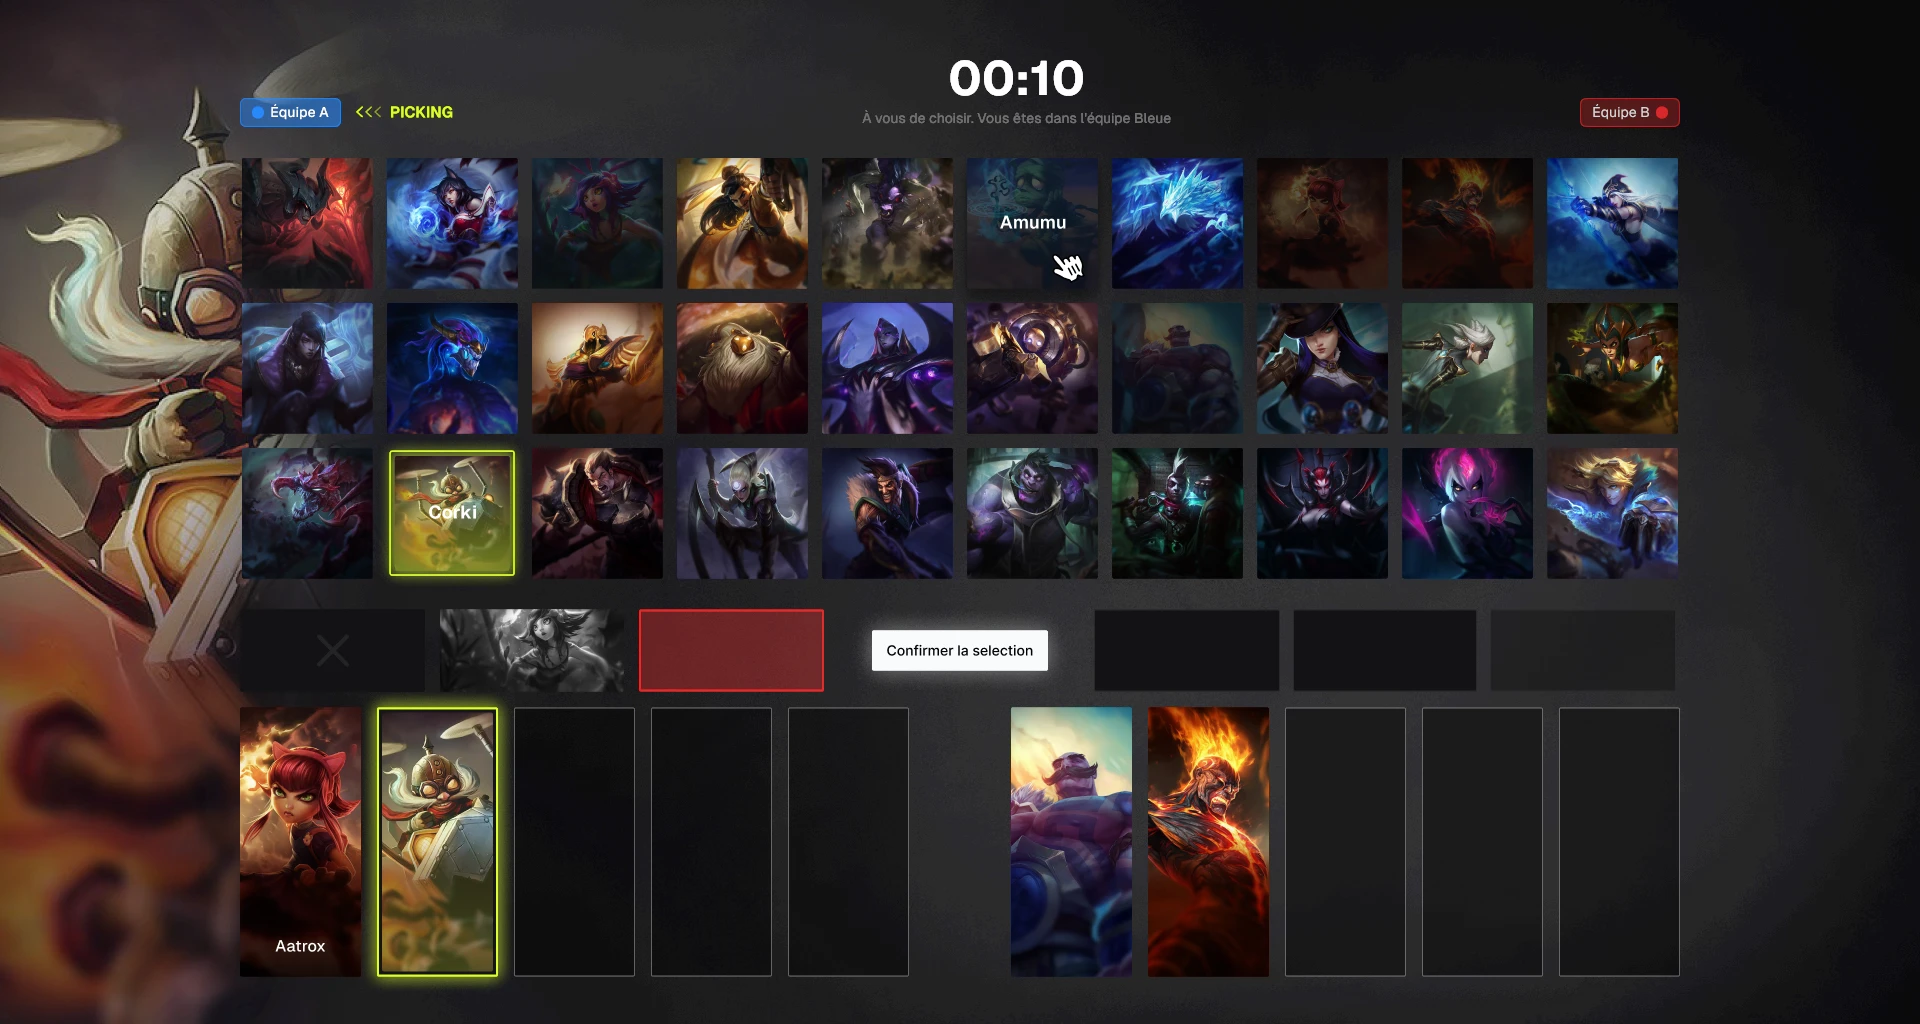 00:10
Équipe A
<<< PICKING
À vous de choisir. Vous êtes dans l'équipe Bleue
Équipe B
Amumu
Corki
Confirmer la selection
Aatrox